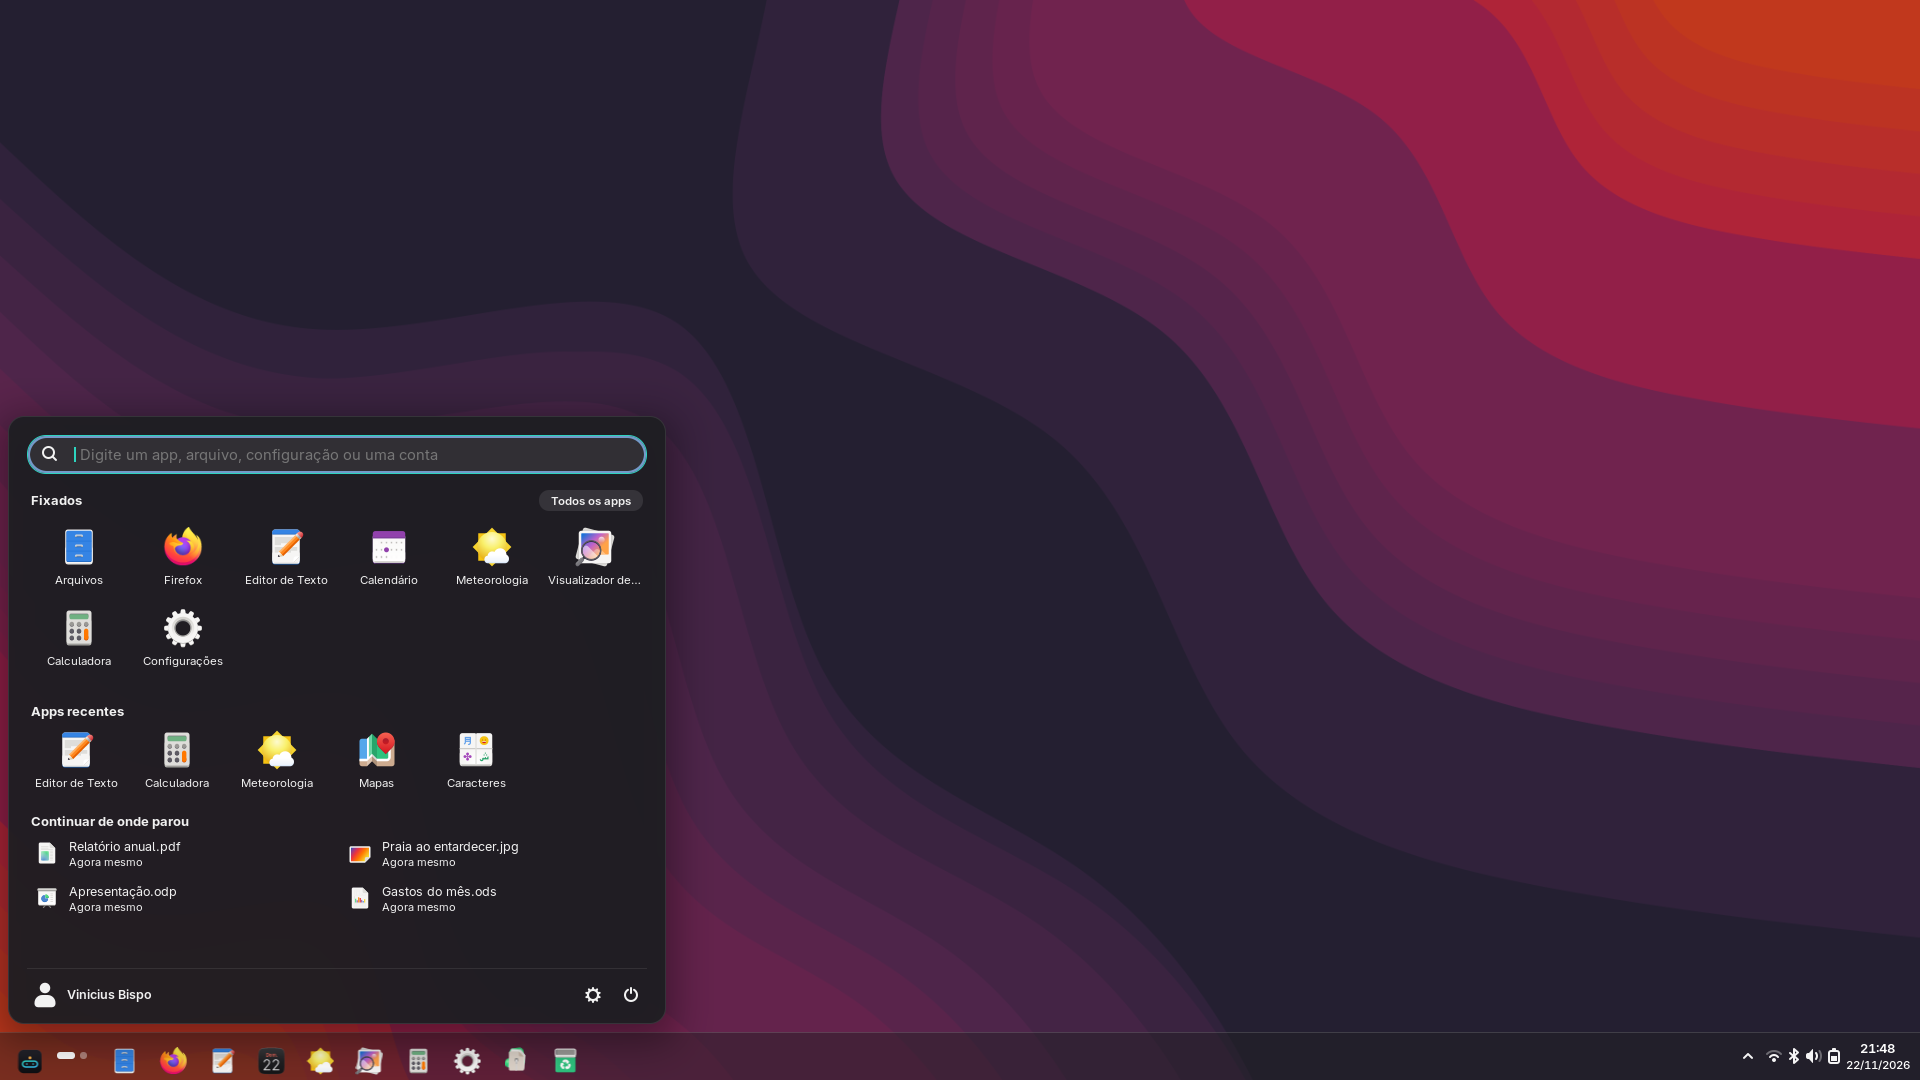 Digite um app, arquivo, configuração ou uma conta
Fixados
Todos os apps
Arquivos
Firefox
Editor de Texto
Calendário
Meteorologia
Visualizador de...
Calculadora
Configurações
Apps recentes
Editor de Texto
Calculadora
Meteorologia
Mapas
Caracteres
Continuar de onde parou
Relatório anual.pdf
Agora mesmo
Praia ao entardecer.jpg
Agora mesmo
Apresentação.odp
Agora mesmo
Gastos do mês.ods
Agora mesmo
Vinicius Bispo
22
21:48
22/11/2026